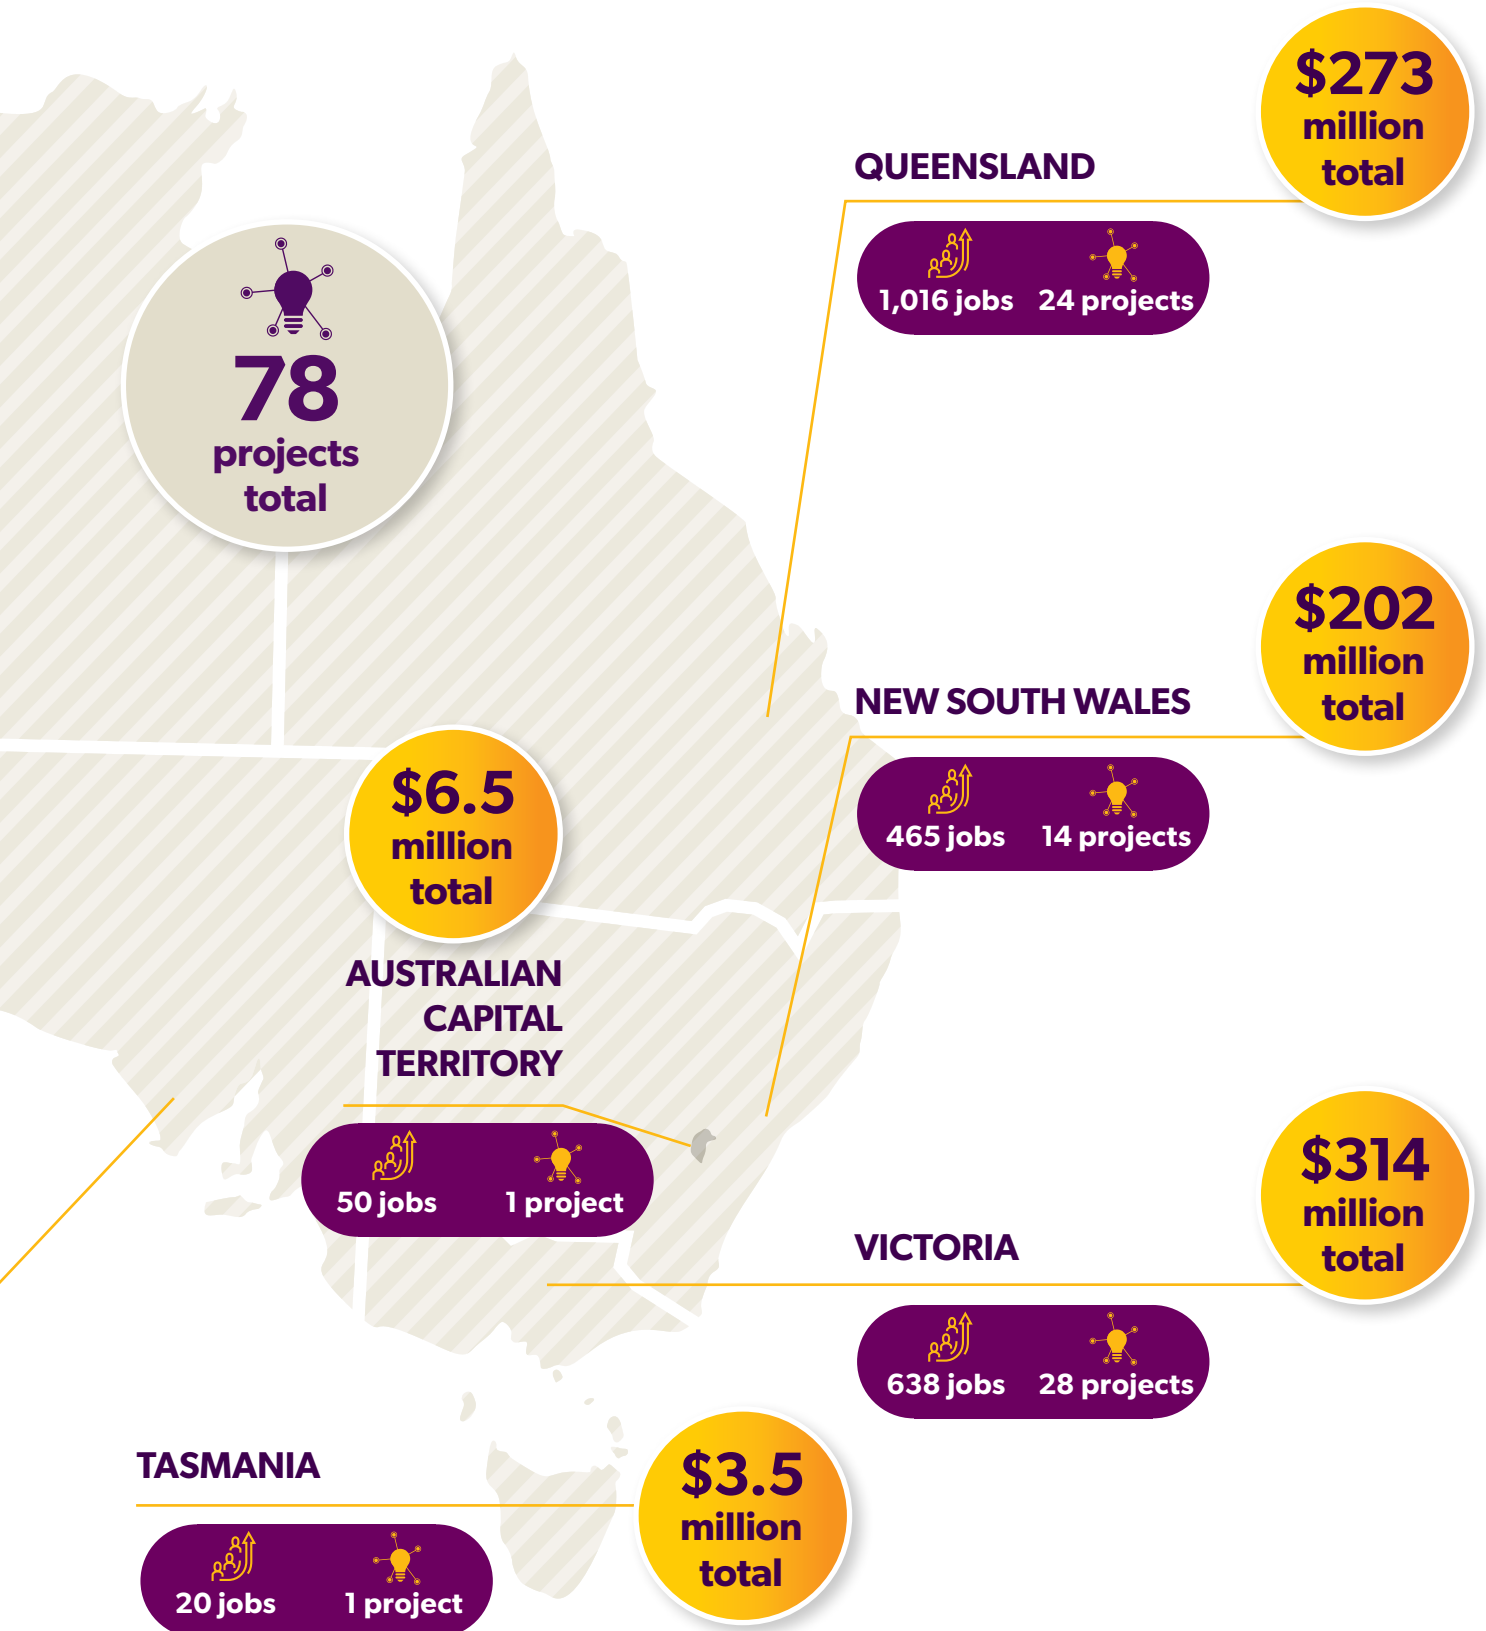 $273
million
total
QUEENSLAND
1,016 jobs
24 projects
78
projects
total
$202
million
total
NEW SOUTH WALES
465 jobs
14 projects
$6.5
million
total
AUSTRALIAN
CAPITAL
TERRITORY
50 jobs
1 project
$314
million
total
VICTORIA
638 jobs
28 projects
TASMANIA
$3.5
million
total
20 jobs
1 project